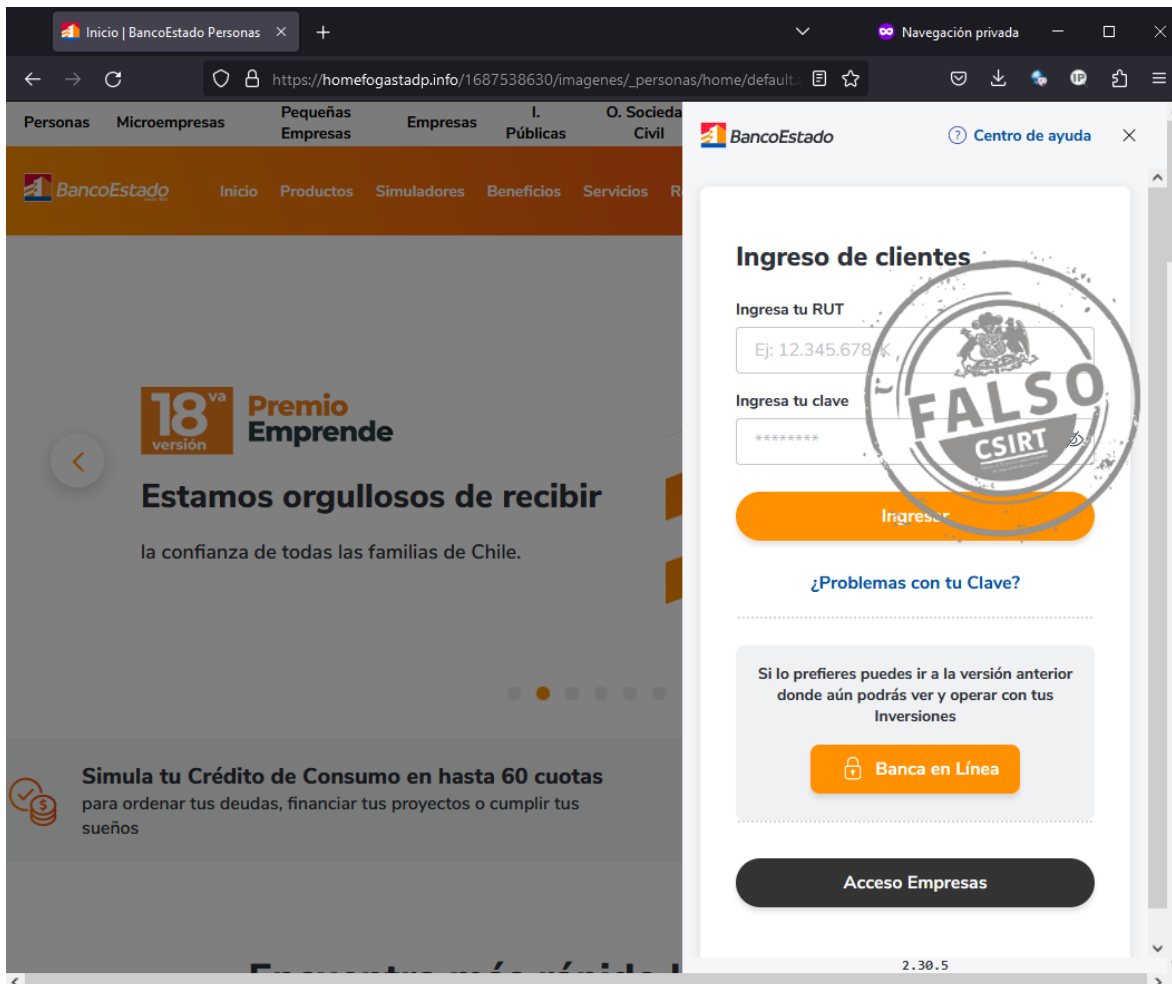 Inicio | BancoEstado Personas
Navegación privada
https://homefogastadp.info/1687538630/imagenes/_personas/home/default.
Personas Microempresas Pequeñas Empresas Empresas I. Públicas O. Socieda Civil
BancoEstado
Centro de ayuda
BancoEstado Inicio Productos Simuladores Beneficios Servicios R
Ingreso de clientes
Ingresa tu RUT
Ej: 12.345.678-K
Ingresa tu clave
********
FALSO
CSIRT
Ingresar
¿Problemas con tu Clave?
Si lo prefieres puedes ir a la versión anterior
donde aún podrás ver y operar con tus
Inversiones
Banca en Línea
Acceso Empresas
2.30.5
18va versión
Premio
Emprende
Estamos orgullosos de recibir
la confianza de todas las familias de Chile.
Simula tu Crédito de Consumo en hasta 60 cuotas
para ordenar tus deudas, financiar tus proyectos o cumplir tus
sueños